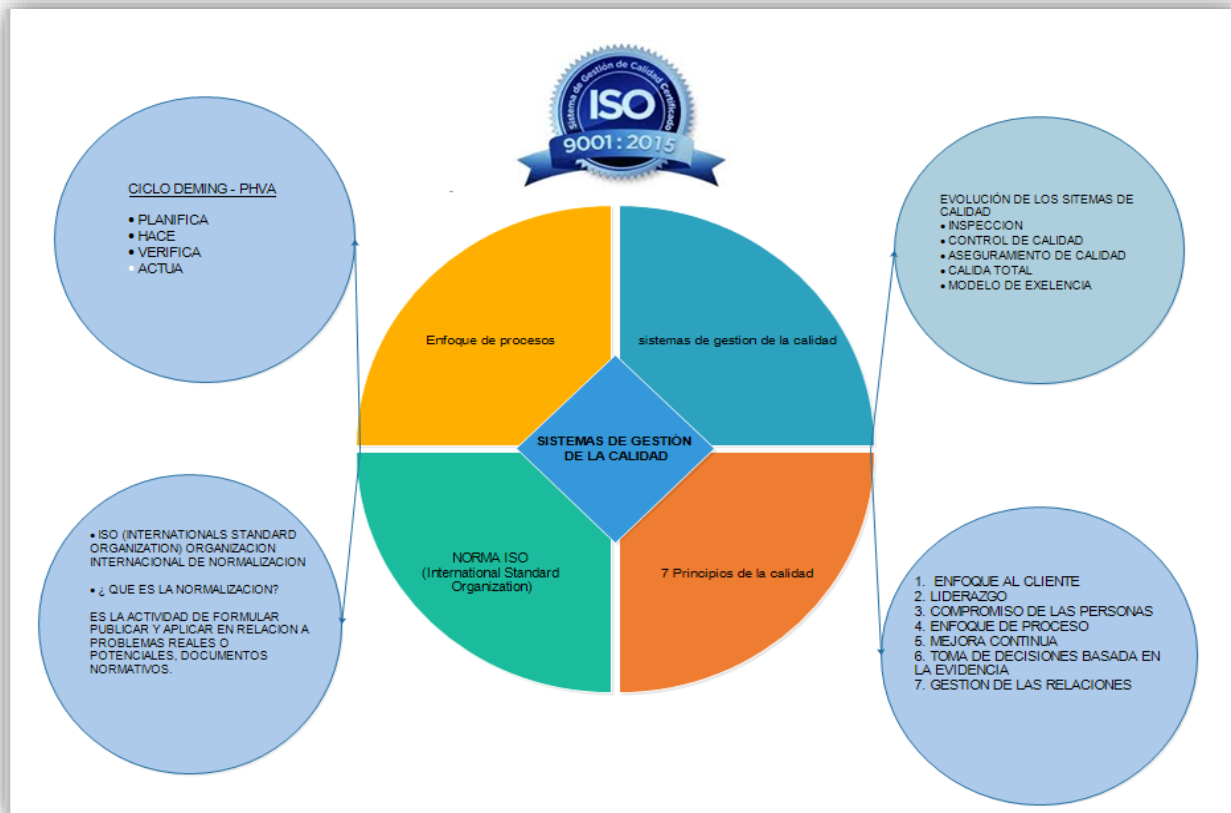 Sistema de Gestión de Calidad Certificado
ISO
9001:2015
CICLO DEMING - PHVA
• PLANIFICA
• HACE
• VERIFICA
• ACTUA
EVOLUCIÓN DE LOS SITEMAS DE
CALIDAD
• INSPECCION
• CONTROL DE CALIDAD
• ASEGURAMIENTO DE CALIDAD
• CALIDA TOTAL
• MODELO DE EXELENCIA
Enfoque de procesos
sistemas de gestion de la calidad
SISTEMAS DE GESTIÓN
DE LA CALIDAD
NORMA ISO
(International Standard
Organization)
7 Principios de la calidad
• ISO (INTERNATIONALS STANDARD
ORGANIZATION) ORGANIZACION
INTERNACIONAL DE NORMALIZACION
• ¿ QUE ES LA NORMALIZACION?
ES LA ACTIVIDAD DE FORMULAR
PUBLICAR Y APLICAR EN RELACION A
PROBLEMAS REALES O
POTENCIALES, DOCUMENTOS
NORMATIVOS.
1. ENFOQUE AL CLIENTE
2. LIDERAZGO
3. COMPROMISO DE LAS PERSONAS
4. ENFOQUE DE PROCESO
5. MEJORA CONTINUA
6. TOMA DE DECISIONES BASADA EN
LA EVIDENCIA
7. GESTION DE LAS RELACIONES